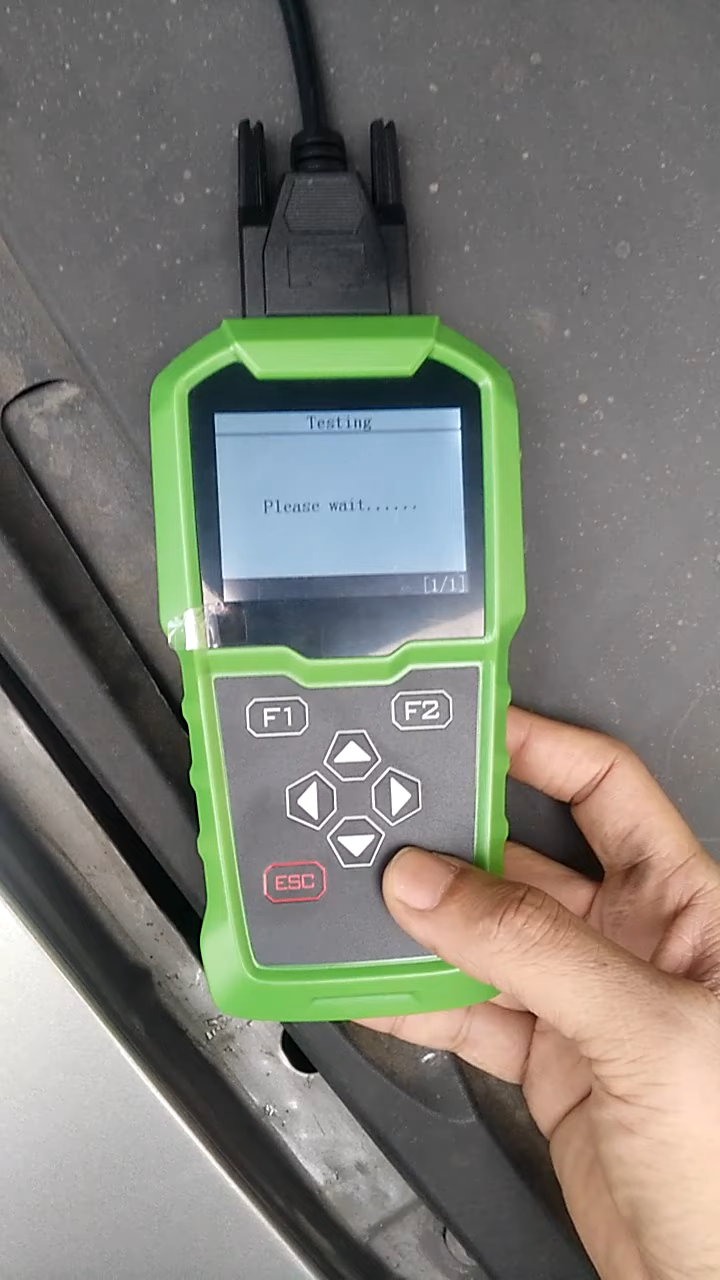 Testing
Please wait......
[1/1]
F1
F2
ESC